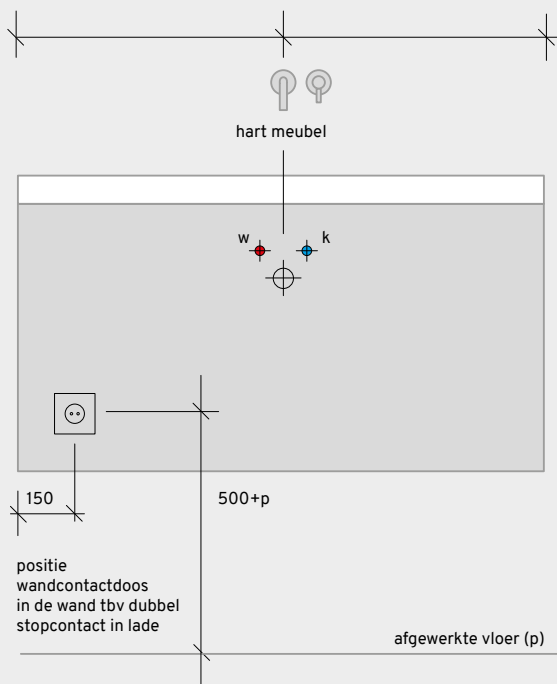 hart meubel
w
k
150
500+p
positie
wandcontactdoos
in de wand tbv dubbel
stopcontact in lade
afgewerkte vloer (p)